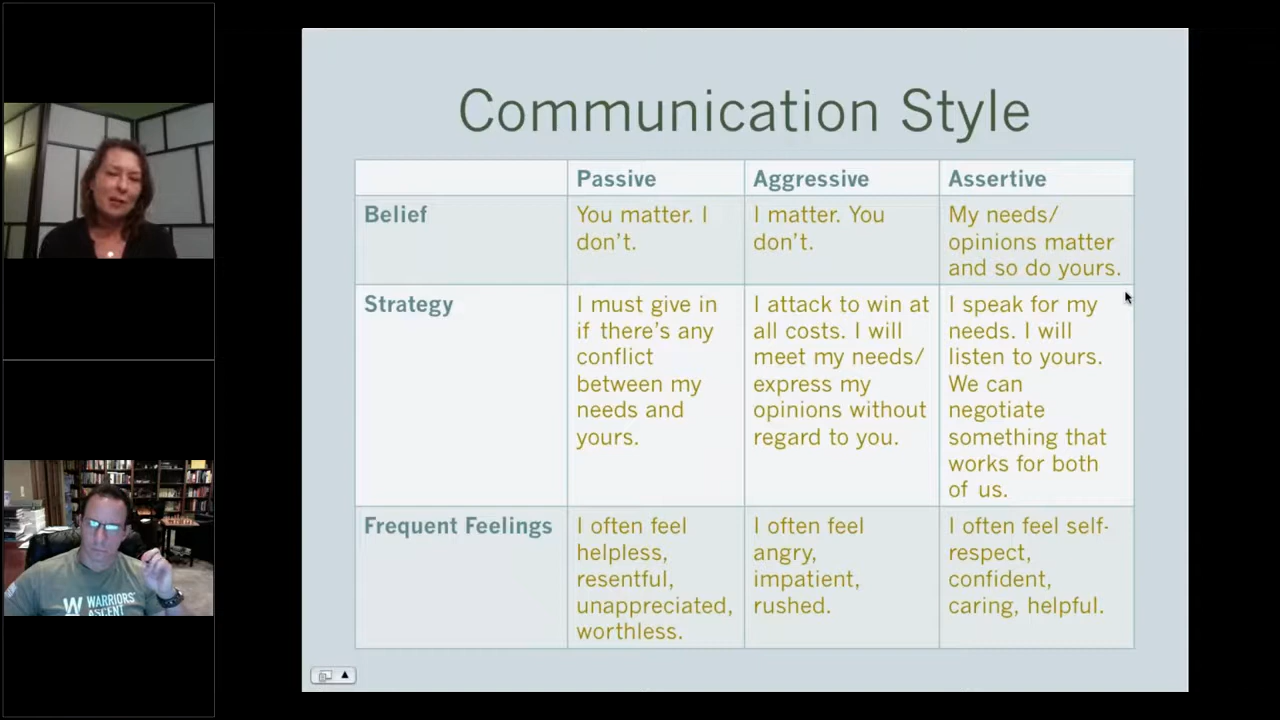 Communication Style
Passive
Aggressive
Assertive
Belief
You matter. I
don't.
I matter. You
don't.
My needs/
opinions matter
and so do yours.
Strategy
I must give in
if there's any
conflict
between my
needs and
yours.
I attack to win at
all costs. I will
meet my needs/
express my
opinions without
regard to you.
I speak for my
needs. I will
listen to yours.
We can
negotiate
something that
works for both
of us.
Frequent Feelings
I often feel
helpless,
resentful,
unappreciated,
worthless.
I often feel
angry,
impatient,
rushed.
I often feel self-
respect,
confident,
caring, helpful.
WARRIORS'
ASCENT